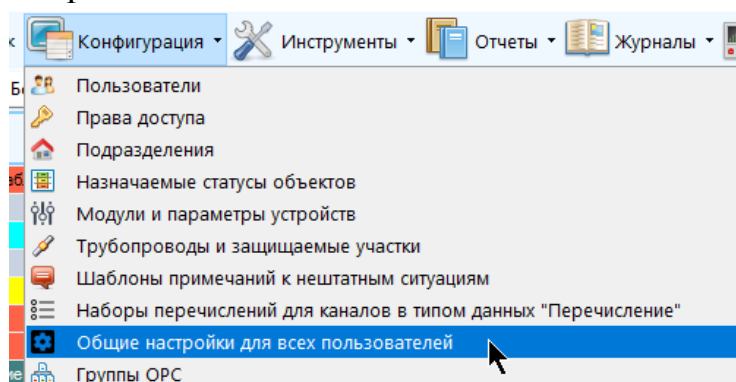 Конфигурация Инструменты Отчеты Журналы
Пользователи
Права доступа
Подразделения
Назначаемые статусы объектов
Модули и параметры устройств
Трубопроводы и защищаемые участки
Шаблоны примечаний к нештатным ситуациям
Наборы перечислений для каналов в типом данных "Перечисление"
Общие настройки для всех пользователей
Группы OPC